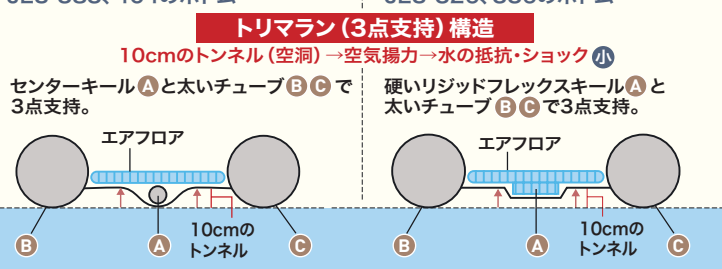 トリマラン(3点支持)構造
10cmのトンネル(空洞)→空気揚力→水の抵抗・ショック小
センターキールAと太いチューブBCで
3点支持。
エアフロア
B
A
10cmの
トンネル
C
硬いリジッドフレックスキールAと
太いチューブBCで3点支持。
エアフロア
B
A
10cmの
トンネル
C